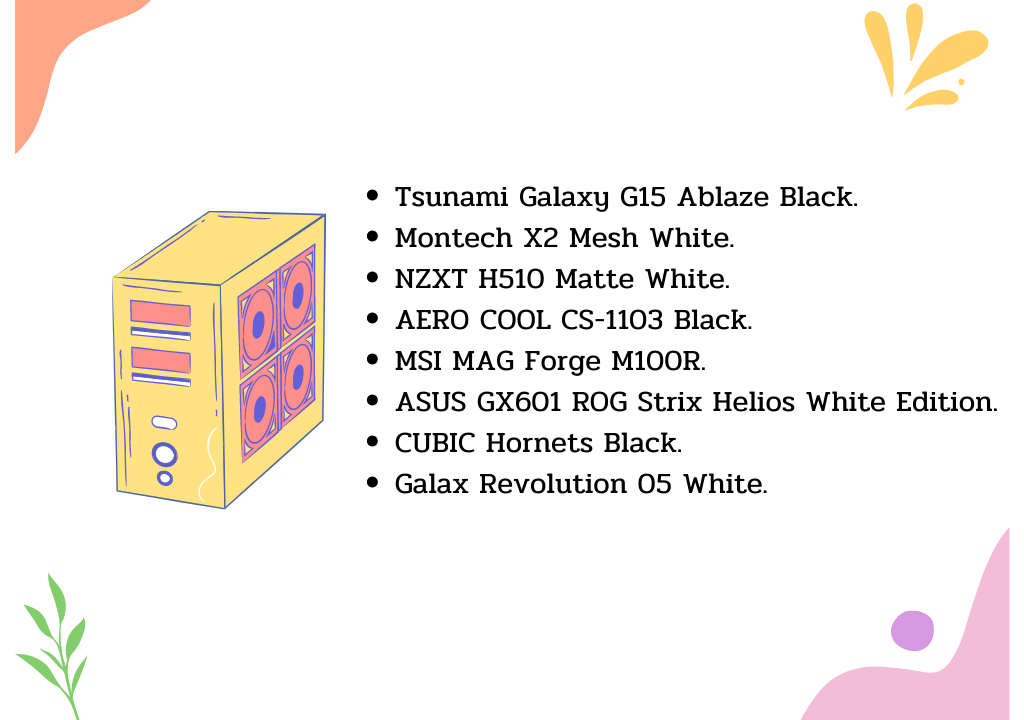 Tsunami Galaxy G15 Ablaze Black.
Montech X2 Mesh White.
NZXT H510 Matte White.
AERO COOL CS-1103 Black.
MSI MAG Forge M100R.
ASUS GX601 ROG Strix Helios White Edition.
CUBIC Hornets Black.
Galax Revolution 05 White.